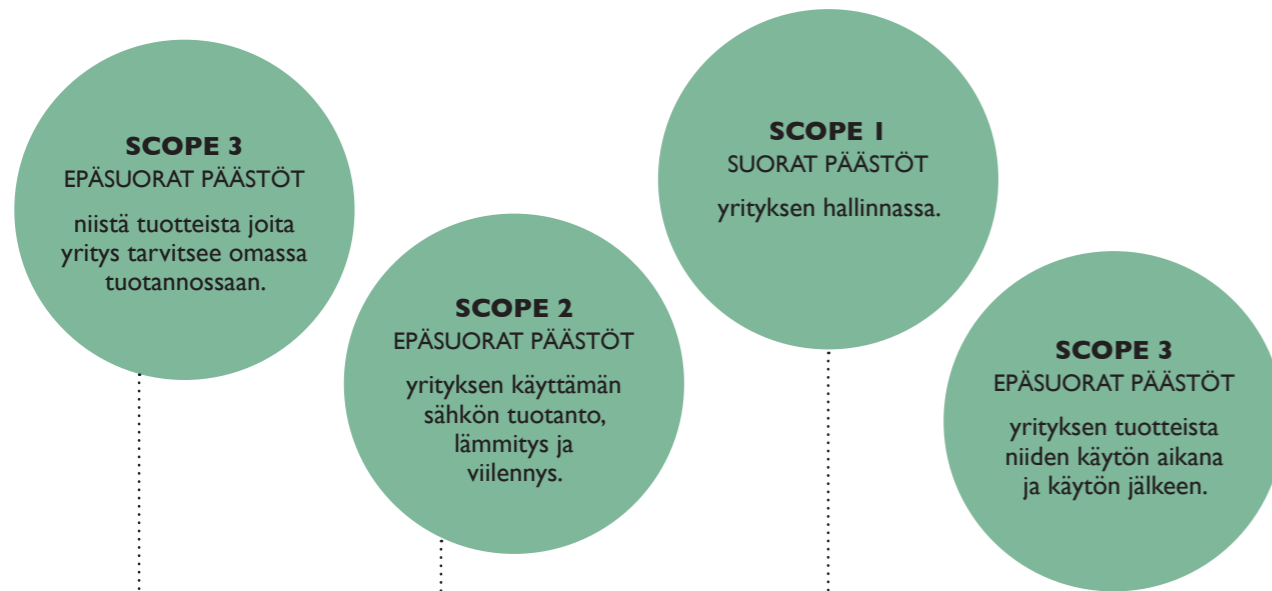 SCOPE 3
EPÄSUORAT PÄÄSTÖT
niistä tuotteista joita
yritys tarvitsee omassa
tuotannossaan.
SCOPE 2
EPÄSUORAT PÄÄSTÖT
yrityksen käyttämän
sähkön tuotanto,
lämmitys ja
viilennys.
SCOPE 1
SUORAT PÄÄSTÖT
yrityksen hallinnassa.
SCOPE 3
EPÄSUORAT PÄÄSTÖT
yrityksen tuotteista
niiden käytön aikana
ja käytön jälkeen.